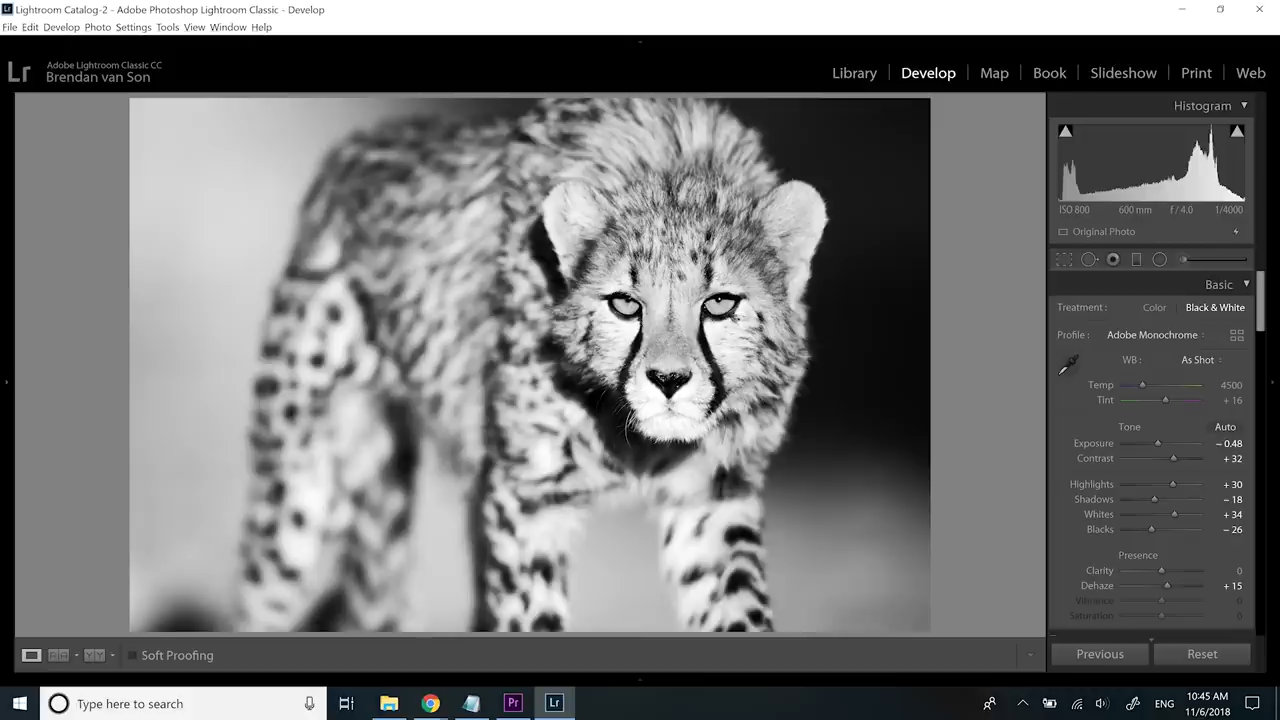 Lightroom Catalog-2 - Adobe Photoshop Lightroom Classic - Develop
File Edit Develop Photo Settings Tools View Window Help
Lr Adobe Lightroom Classic CC
Brendan van Son
Library Develop Map Book Slideshow Print Web
Histogram
ISO 800 600 mm f / 4.0 1/4000
Original Photo
Basic
Treatment: Color Black & White
Profile: Adobe Monochrome
WB: As Shot
Temp 4500
Tint + 16
Tone Auto
Exposure – 0.48
Contrast + 32
Highlights + 30
Shadows – 18
Whites + 34
Blacks – 26
Presence
Clarity 0
Dehaze + 15
Vibrance 0
Saturation 0
Soft Proofing
Previous Reset
Type here to search
Pr Lr
ENG
10:45 AM
11/6/2018